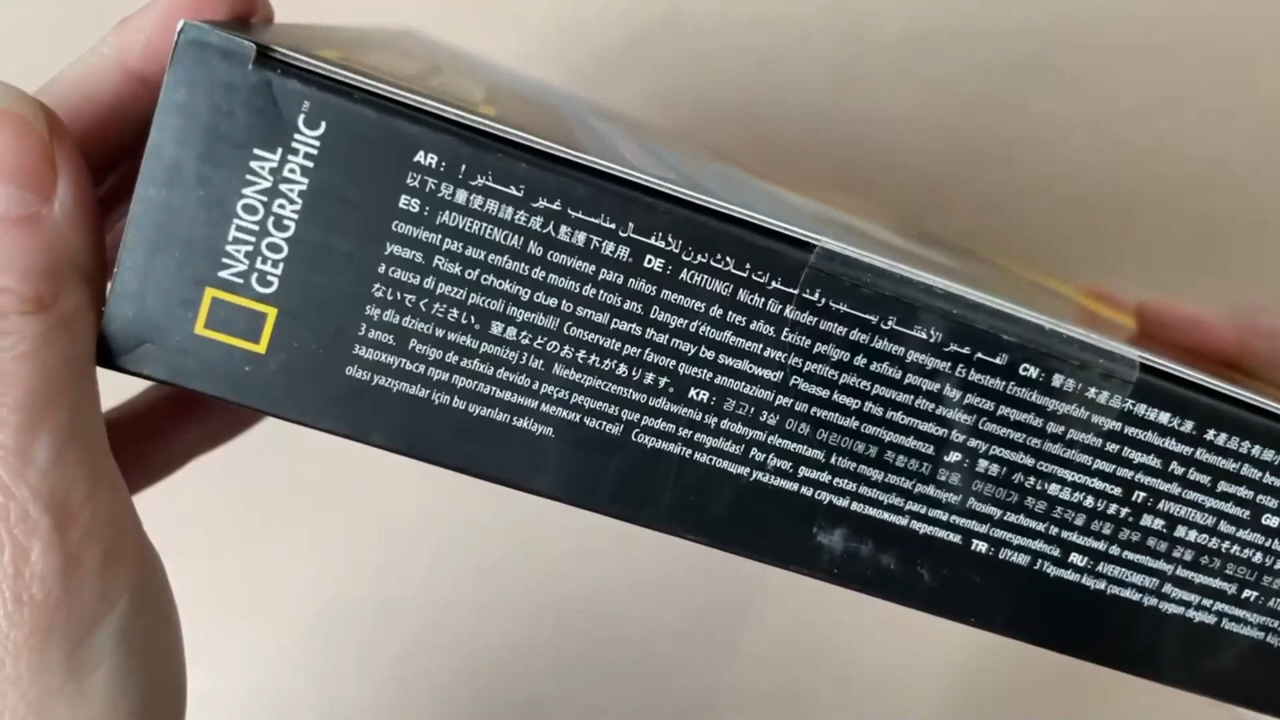 NATIONAL
GEOGRAPHIC™
AR : ! تحذير غير مناسب للأطفال دون ثلاث سنوات وقد يسبب الأختناق عبر الفم CN : 警告! 本產品不得接觸火源. 本產品含有細小
以下兒童使用請在成人監護下使用。 DE : ACHTUNG! Nicht für Kinder unter drei Jahren geeignet. Es besteht Erstickungsgefahr wegen verschluckbarer Kleinteile! Bitte
ES : ¡ADVERTENCIA! No conviene para niños menores de tres años. Existe peligro de asfixia porque hay piezas pequeñas que pueden ser tragadas. Por favor, guarden
convient pas aux enfants de moins de trois ans. Danger d'étouffement avec les petites pièces pouvant être avalées! Conservez ces indications pour une éventuelle correspondance. GB
years. Risk of choking due to small parts that may be swallowed! Please keep this information for any possible correspondence. IT : AVVERTENZA! Non adatto a
a causa di pezzi piccoli ingeribili! Conservate per favore queste annotazioni per un eventuale corrispondenza. JP : 警告! 小さい部品があります。誤飲、誤食のおそれがありま
ないでください。窒息などのおそれがあります。 KR : 경고! 3살 이하 어린이에게 적합하지 않음. 어린이가 작은 조각을 삼킬 경우 목에 걸릴 수가 있으니
się dla dzieci w wieku poniżej 3 lat. Niebezpieczenstwo udławienia się drobnymi elementami, które mogą zostać połknięte! Prosimy zachować te wskazówki do ewentualnej korespondencji. PT :
3 anos. Perigo de asfixia devido a peças pequenas que podem ser engolidas! Por favor, guarde estas instruções para uma eventual correspondência. RU : AVERTISMENT! Игрушку не рекомендуется
задохнуться при проглатывании мелких частей! Сохраняйте настоящие указания на случай возможной переписки. TR : UYARI! 3 Yaşından küçük çocuklar için uygun değildir Yutulabilen
olası yazışmalar için bu uyarıları saklayın.